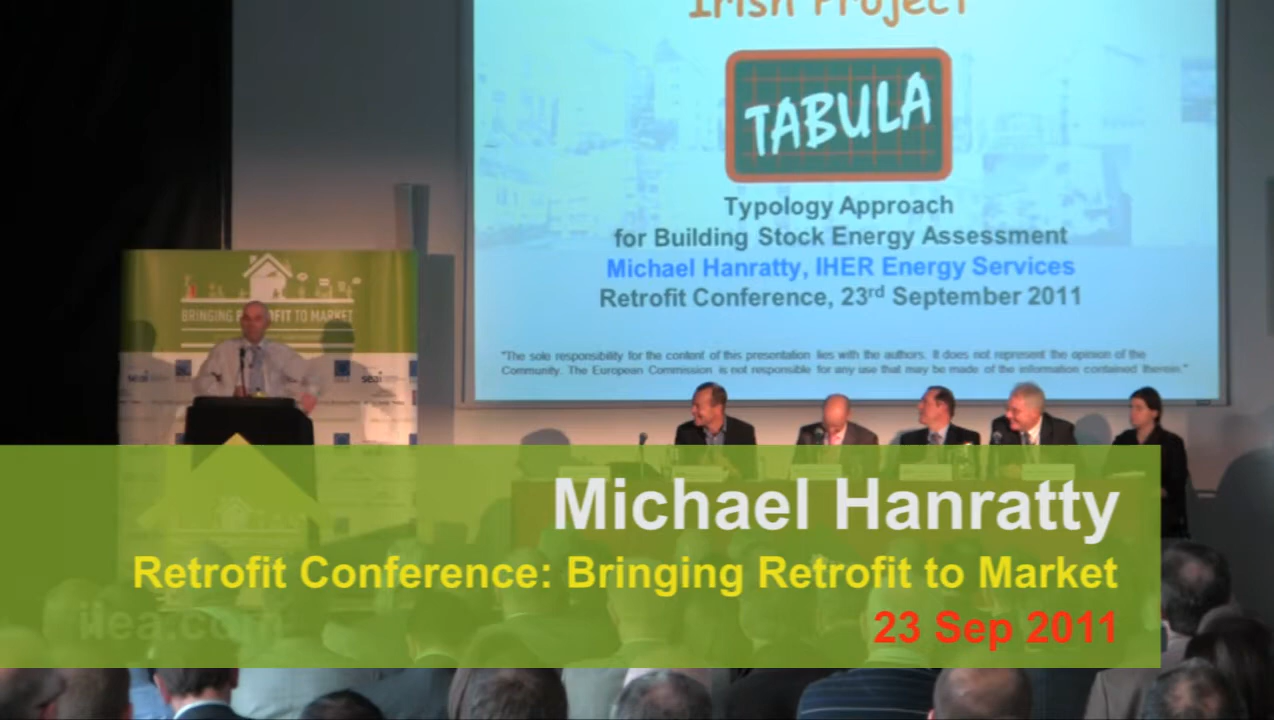 Irish Project
TABULA
Typology Approach
for Building Stock Energy Assessment
Michael Hanratty, IHER Energy Services
Retrofit Conference, 23rd September 2011
"The sole responsibility for the content of this presentation lies with the authors. It does not represent the opinion of the
Community. The European Commission is not responsible for any use that may be made of the information contained therein."
BRINGING RETROFIT TO MARKET
seai
seai
Michael Hanratty
Retrofit Conference: Bringing Retrofit to Market
23 Sep 2011